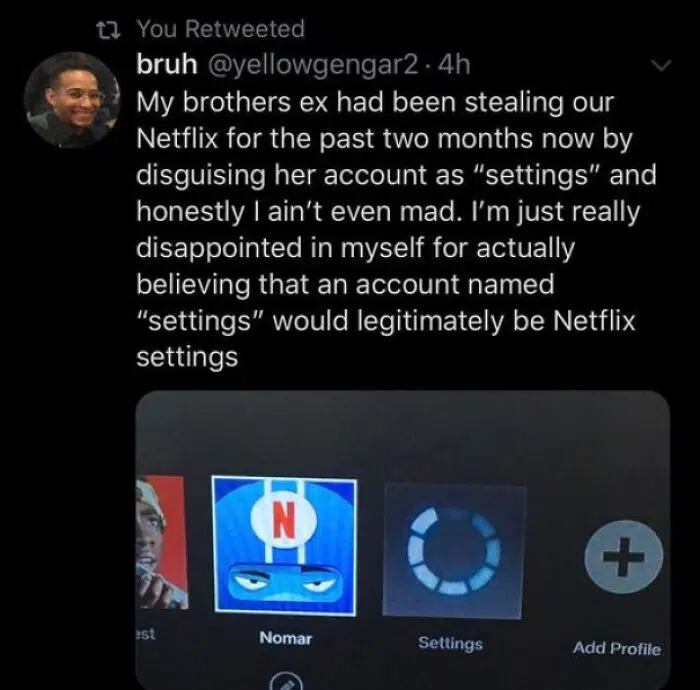 You Retweeted
bruh @yellowgengar2 · 4h
My brothers ex had been stealing our
Netflix for the past two months now by
disguising her account as “settings” and
honestly I ain’t even mad. I’m just really
disappointed in myself for actually
believing that an account named
“settings” would legitimately be Netflix
settings
N
est
Nomar
Settings
Add Profile